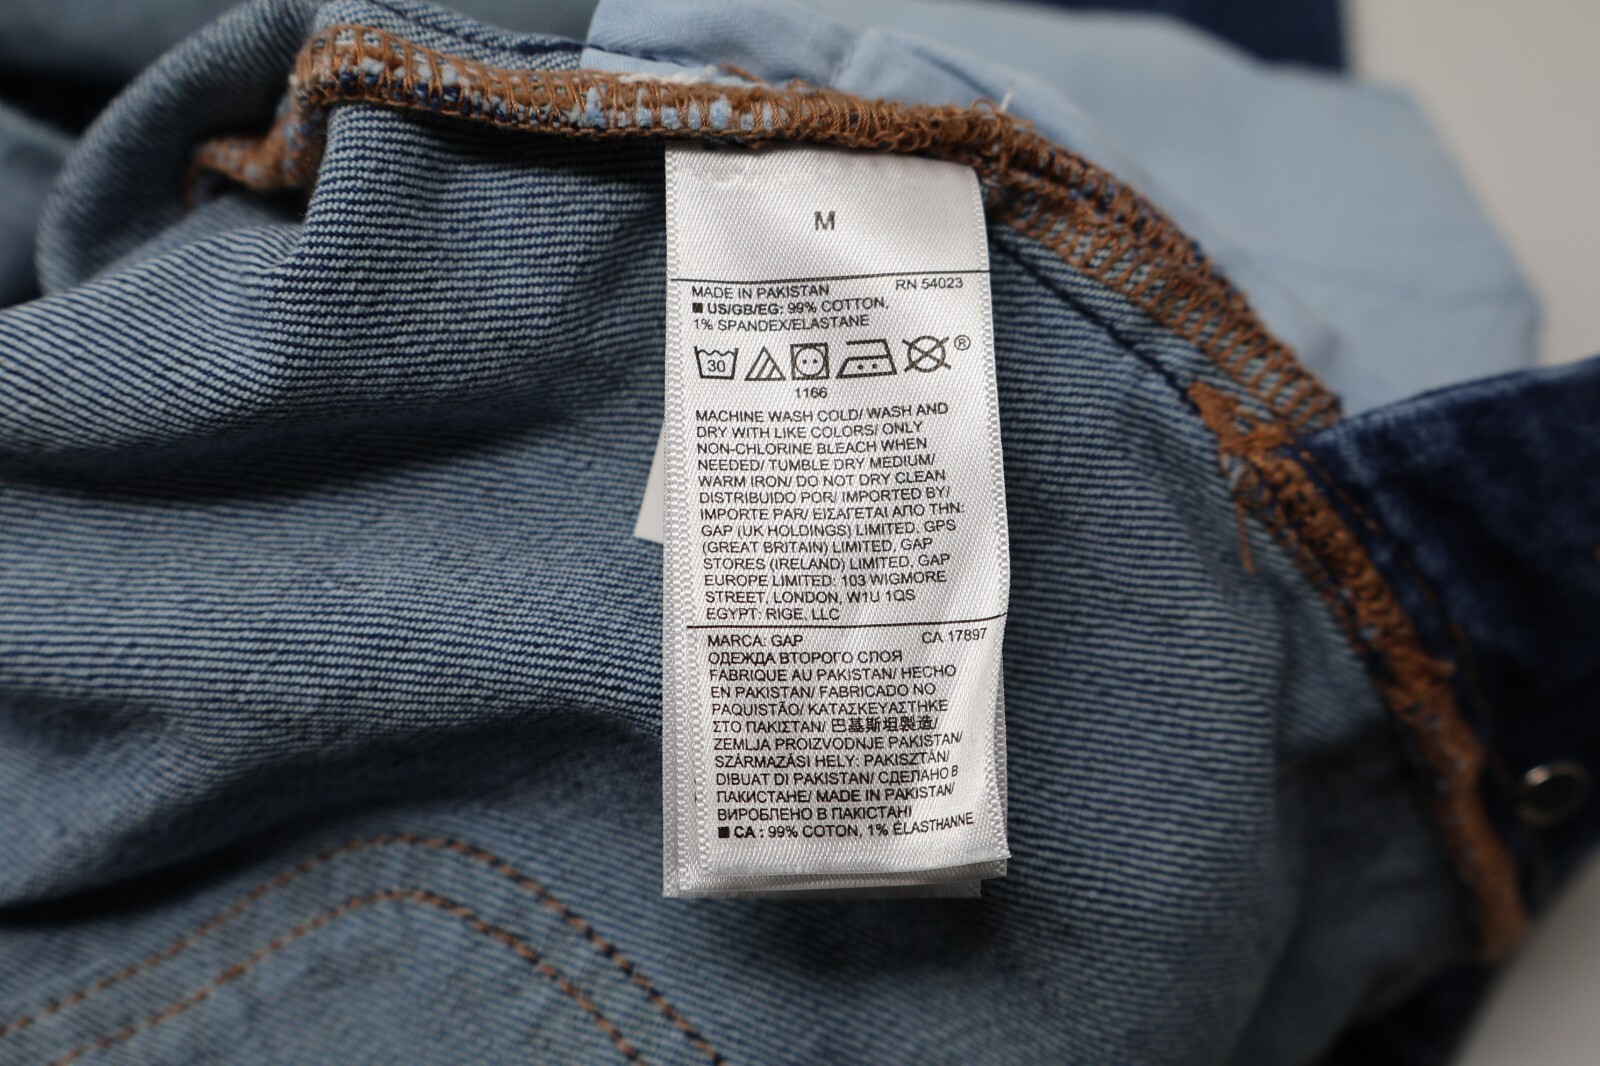 M
MADE IN PAKISTAN RN 54023
■ US/GB/EG: 99% COTTON,
1% SPANDEX/ELASTANE
30 ®
1166
MACHINE WASH COLD/ WASH AND
DRY WITH LIKE COLORS/ ONLY
NON-CHLORINE BLEACH WHEN
NEEDED/ TUMBLE DRY MEDIUM/
WARM IRON/ DO NOT DRY CLEAN
DISTRIBUIDO POR/ IMPORTED BY/
IMPORTE PAR/ ΕΙΣΑΓΕΤΑΙ ΑΠΟ ΤΗΝ:
GAP (UK HOLDINGS) LIMITED, GPS
(GREAT BRITAIN) LIMITED, GAP
STORES (IRELAND) LIMITED, GAP
EUROPE LIMITED: 103 WIGMORE
STREET, LONDON, W1U 1QS
EGYPT: RIGE, LLC
MARCA: GAP CA 17897
ОДЕЖДА ВТОРОГО СЛОЯ
FABRIQUE AU PAKISTAN/ HECHO
EN PAKISTAN/ FABRICADO NO
PAQUISTÃO/ ΚΑΤΑΣΚΕΥΑΣΤΗΚΕ
ΣΤΟ ΠΑΚΙΣΤΑΝ/ 巴基斯坦製造/
ZEMLJA PROIZVODNJE PAKISTAN/
SZÁRMAZÁSI HELY: PAKISZTÁN/
DIBUAT DI PAKISTAN/ СДЕЛАНО В
ПАКИСТАНЕ/ MADE IN PAKISTAN/
ВИРОБЛЕНО В ПАКІСТАНІ
■ CA : 99% COTON, 1% ÉLASTHANNE